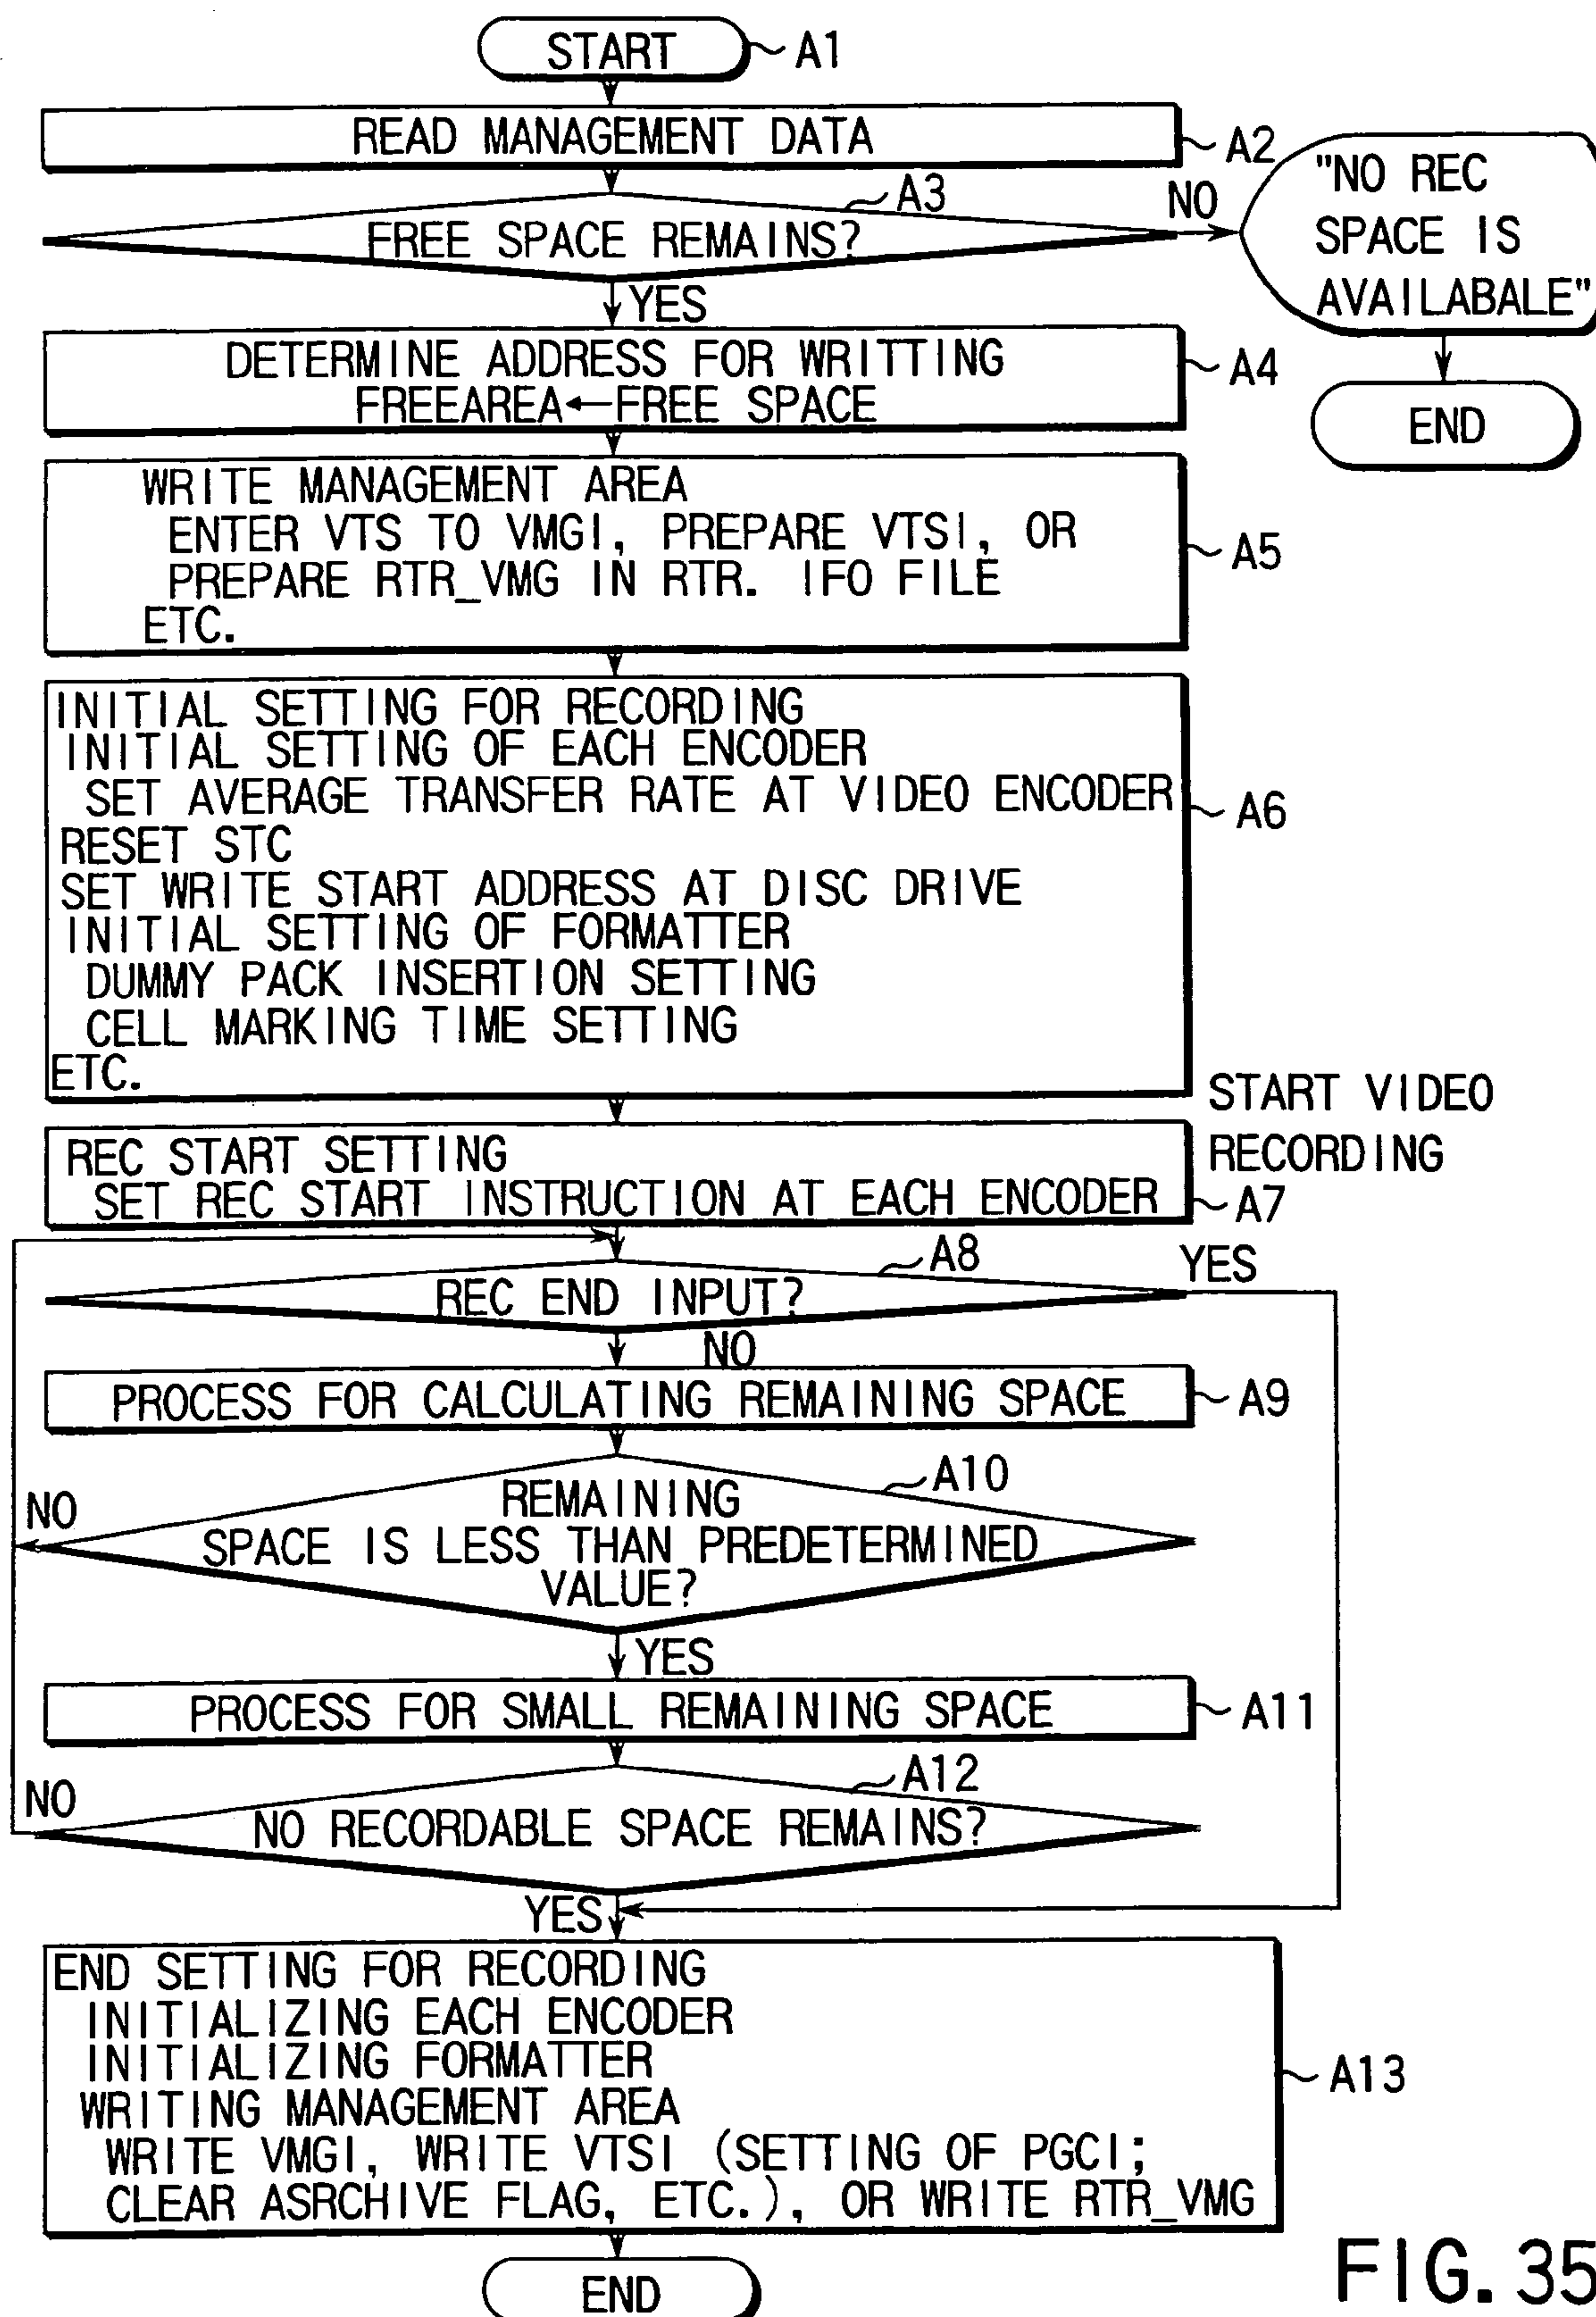 START
A1
READ MANAGEMENT DATA
A2
"NO REC
SPACE IS
AVAILABALE"
A3
NO
FREE SPACE REMAINS?
YES
DETERMINE ADDRESS FOR WRITTING
FREEAREA←FREE SPACE
A4
END
WRITE MANAGEMENT AREA
ENTER VTS TO VMGI, PREPARE VTSI, OR
PREPARE RTR_VMG IN RTR. IFO FILE
ETC.
A5
INITIAL SETTING FOR RECORDING
INITIAL SETTING OF EACH ENCODER
SET AVERAGE TRANSFER RATE AT VIDEO ENCODER
RESET STC
SET WRITE START ADDRESS AT DISC DRIVE
INITIAL SETTING OF FORMATTER
DUMMY PACK INSERTION SETTING
CELL MARKING TIME SETTING
ETC.
A6
START VIDEO
RECORDING
REC START SETTING
SET REC START INSTRUCTION AT EACH ENCODER
A7
A8
YES
REC END INPUT?
NO
PROCESS FOR CALCULATING REMAINING SPACE
A9
A10
NO
REMAINING
SPACE IS LESS THAN PREDETERMINED
VALUE?
YES
PROCESS FOR SMALL REMAINING SPACE
A11
A12
NO
NO RECORDABLE SPACE REMAINS?
YES
END SETTING FOR RECORDING
INITIALIZING EACH ENCODER
INITIALIZING FORMATTER
WRITING MANAGEMENT AREA
WRITE VMGI, WRITE VTSI (SETTING OF PGCI;
CLEAR ASRCHIVE FLAG, ETC.), OR WRITE RTR_VMG
A13
END
FIG. 35